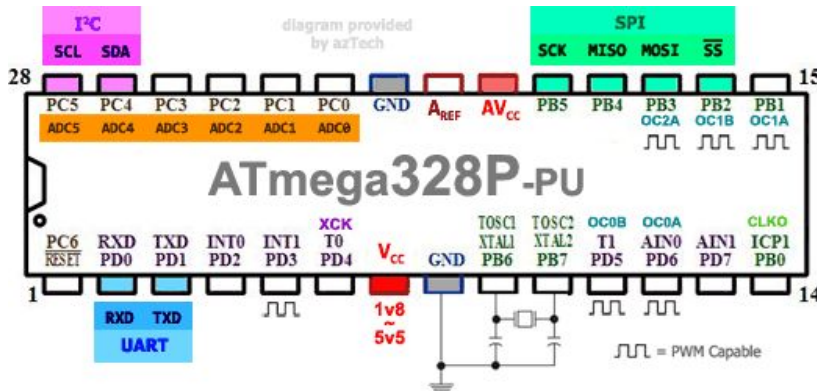 I²C
diagram provided
by azTech
SPI
SCL SDA
SCK MISO MOSI SS
28
15
PC5 PC4 PC3 PC2 PC1 PC0 GND AREF AVCC PB5 PB4 PB3 PB2 PB1
ADC5 ADC4 ADC3 ADC2 ADC1 ADC0
OC2A OC1B OC1A
ATmega328P-PU
XCK
TOSC1 TOSC2 OC0B OC0A CLKO
PC6 RXD TXD INT0 INT1 T0 VCC GND XTAL1 XTAL2 T1 AIN0 AIN1 ICP1
RESET PD0 PD1 PD2 PD3 PD4 PB6 PB7 PD5 PD6 PD7 PB0
1
14
RXD TXD
UART
1v8
~
5v5
= PWM Capable